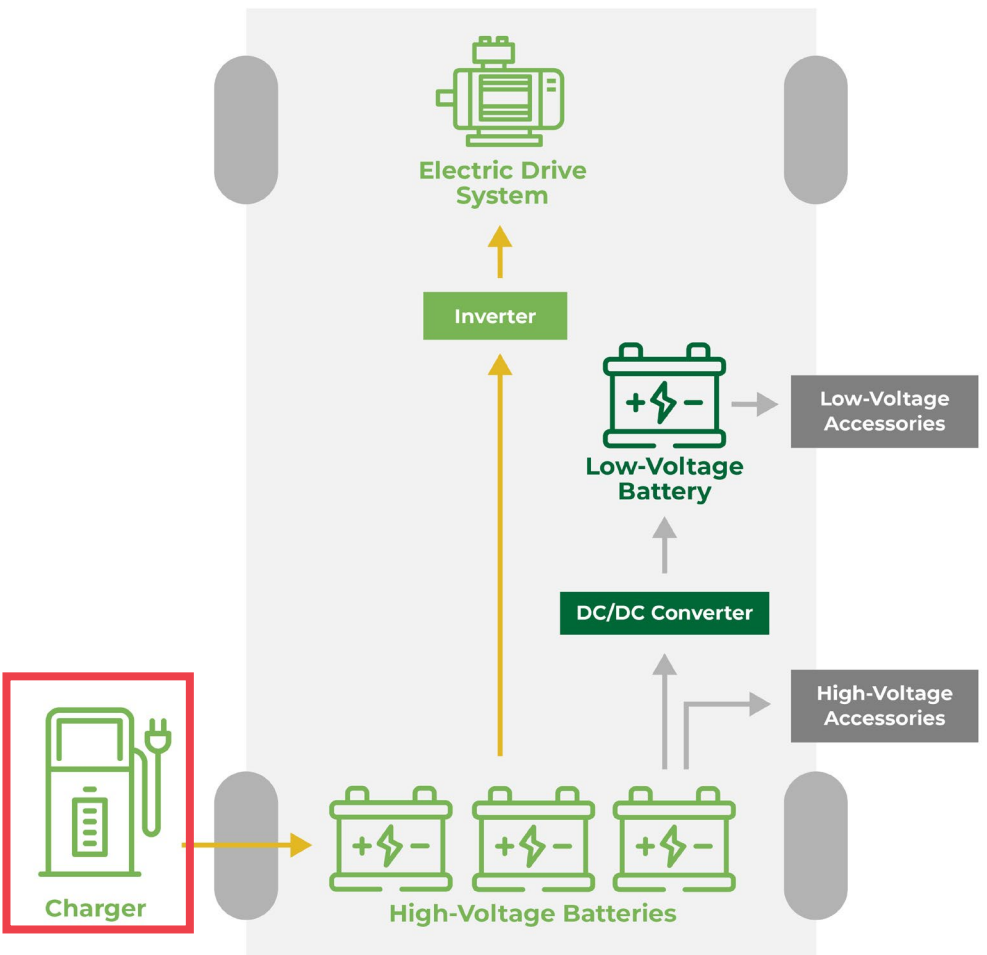 Electric Drive
System
Inverter
Low-Voltage
Accessories
Low-Voltage
Battery
DC/DC Converter
High-Voltage
Accessories
Charger
High-Voltage Batteries